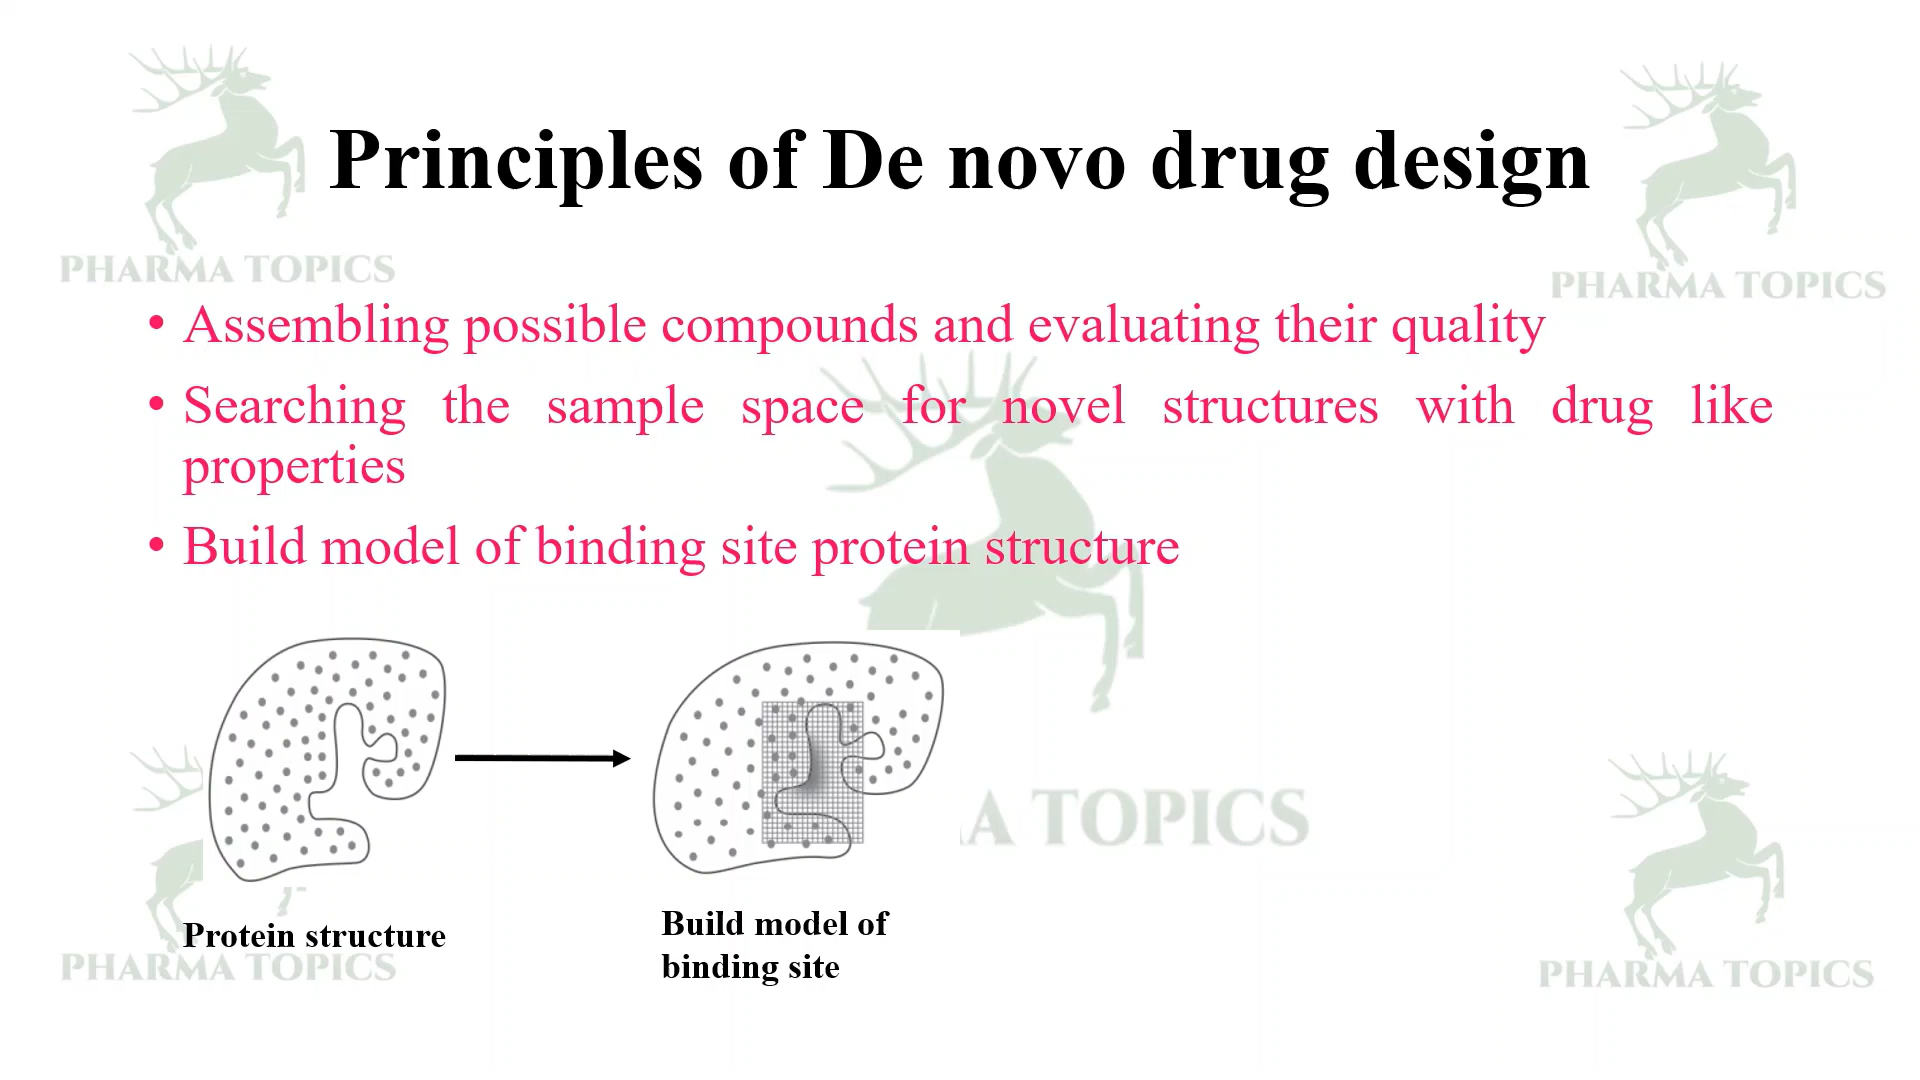 Principles of De novo drug design
PHARMA TOPICS
PHARMA TOPICS
• Assembling possible compounds and evaluating their quality
• Searching the sample space for novel structures with drug like
properties
• Build model of binding site protein structure
A TOPICS
Protein structure
Build model of
binding site
PHARMA TOPICS
PHARMA TOPICS